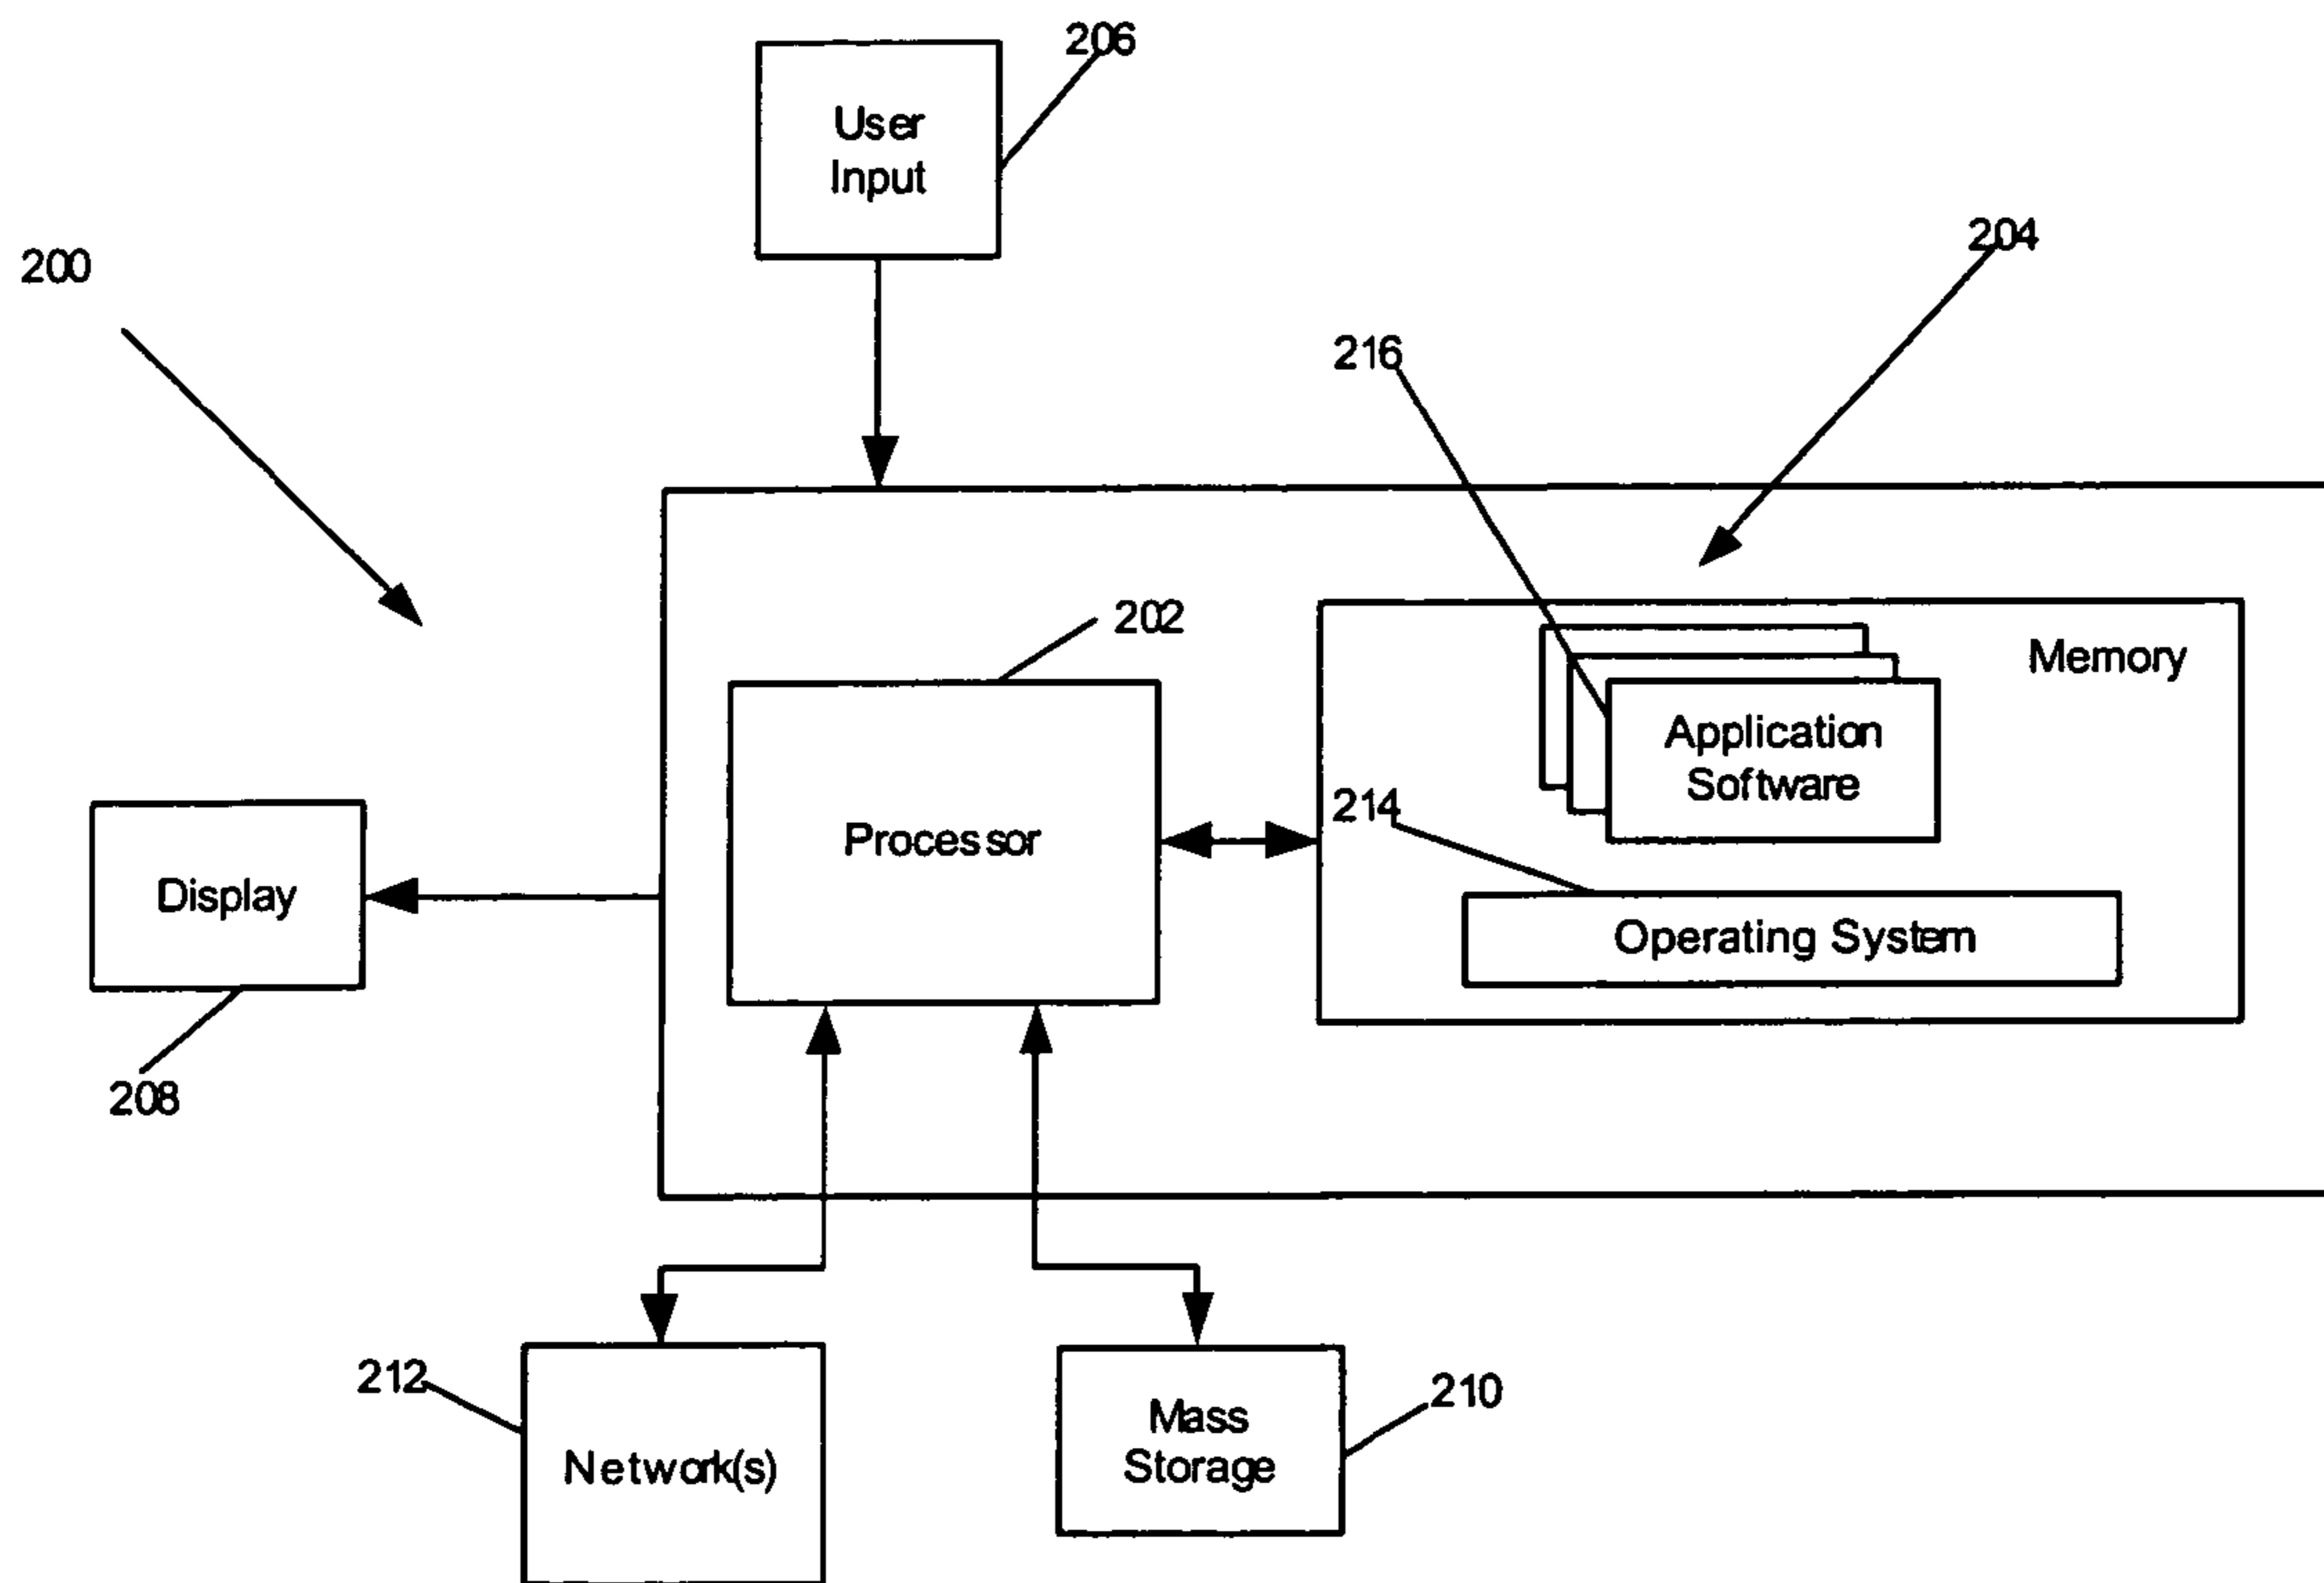 206
User
Input
200
204
216
202
Memory
Application
Software
214
Processor
Display
Operating System
208
212
Network(s)
Mass
Storage
210